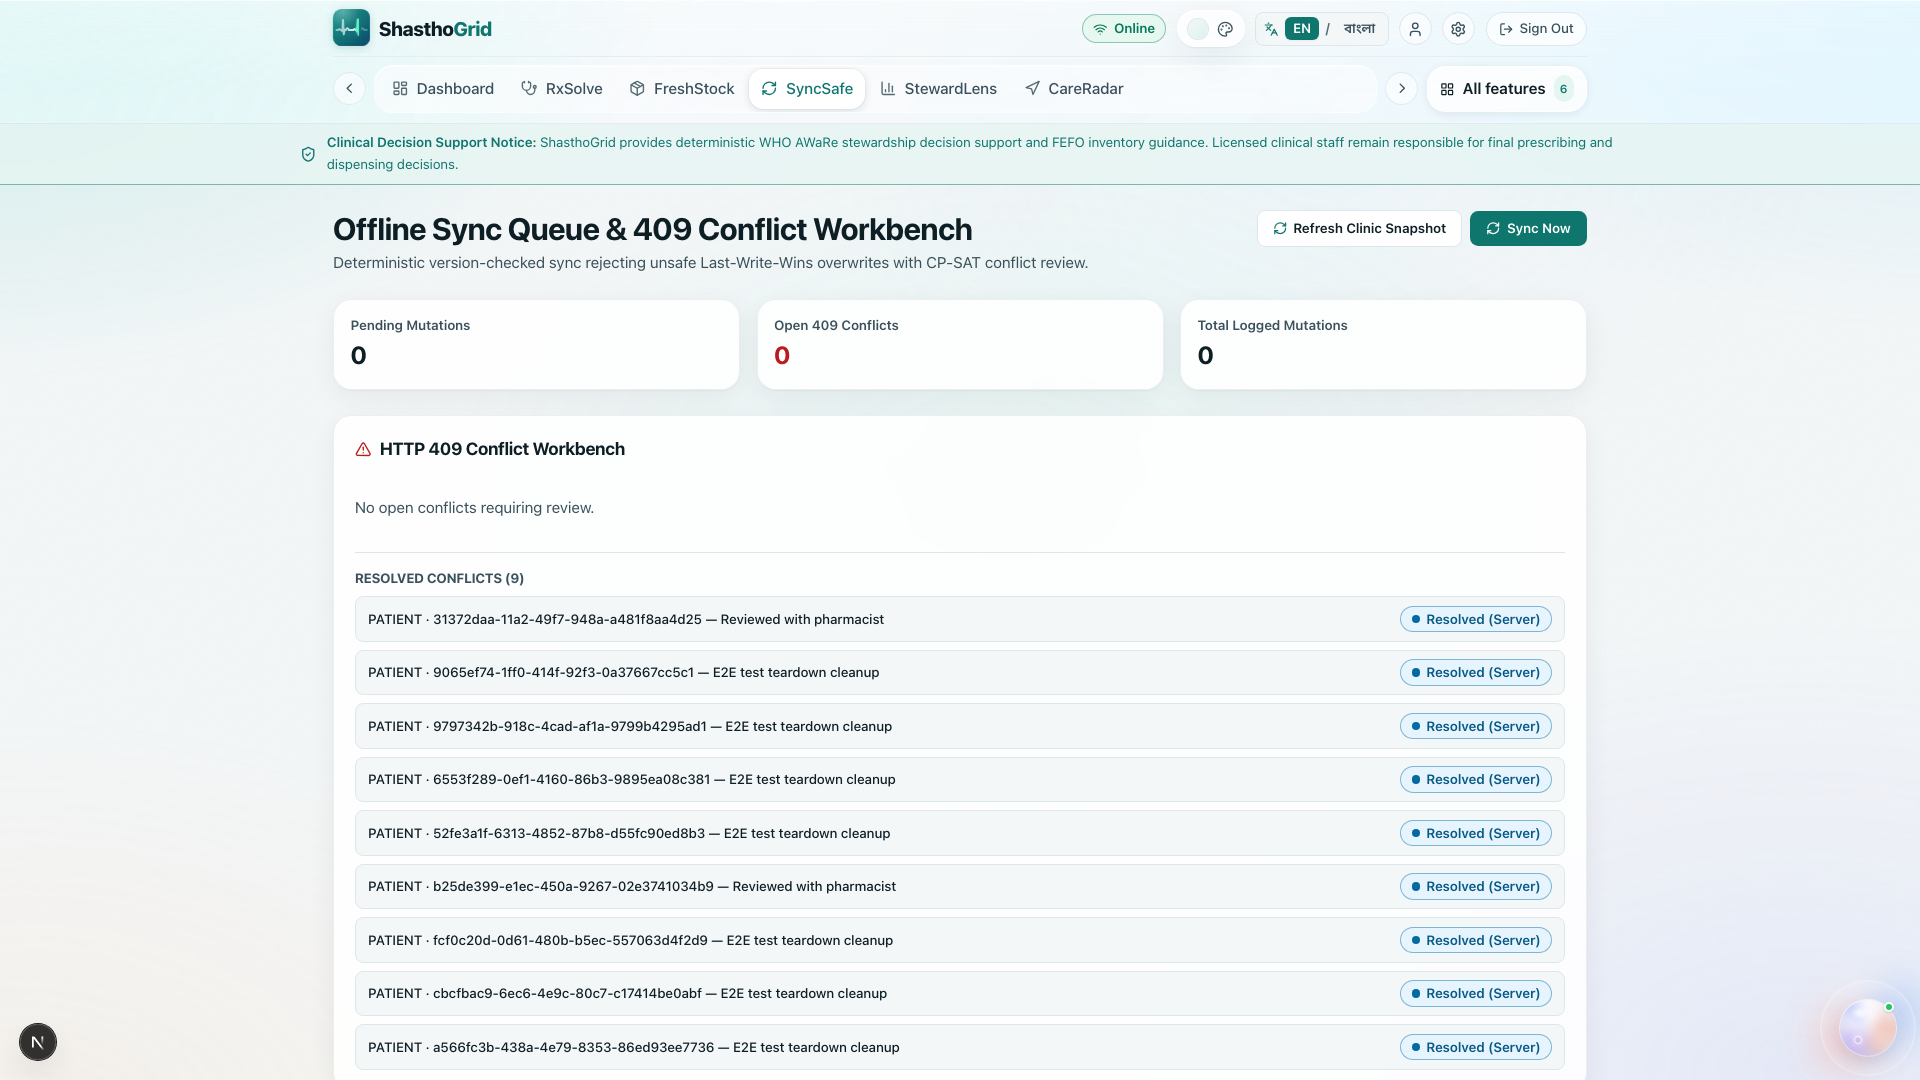 ShasthoGrid
Online
EN / বাংলা
Sign Out
Dashboard
RxSolve
FreshStock
SyncSafe
StewardLens
CareRadar
All features 6
Clinical Decision Support Notice: ShasthoGrid provides deterministic WHO AWaRe stewardship decision support and FEFO inventory guidance. Licensed clinical staff remain responsible for final prescribing and
dispensing decisions.
Offline Sync Queue & 409 Conflict Workbench
Refresh Clinic Snapshot
Sync Now
Deterministic version-checked sync rejecting unsafe Last-Write-Wins overwrites with CP-SAT conflict review.
Pending Mutations
0
Open 409 Conflicts
0
Total Logged Mutations
0
HTTP 409 Conflict Workbench
No open conflicts requiring review.
RESOLVED CONFLICTS (9)
PATIENT · 31372daa-11a2-49f7-948a-a481f8aa4d25 — Reviewed with pharmacist Resolved (Server)
PATIENT · 9065ef74-1ff0-414f-92f3-0a37667cc5c1 — E2E test teardown cleanup Resolved (Server)
PATIENT · 9797342b-918c-4cad-af1a-9799b4295ad1 — E2E test teardown cleanup Resolved (Server)
PATIENT · 6553f289-0ef1-4160-86b3-9895ea08c381 — E2E test teardown cleanup Resolved (Server)
PATIENT · 52fe3a1f-6313-4852-87b8-d55fc90ed8b3 — E2E test teardown cleanup Resolved (Server)
PATIENT · b25de399-e1ec-450a-9267-02e3741034b9 — Reviewed with pharmacist Resolved (Server)
PATIENT · fcf0c20d-0d61-480b-b5ec-557063d4f2d9 — E2E test teardown cleanup Resolved (Server)
PATIENT · cbcfbac9-6ec6-4e9c-80c7-c17414be0abf — E2E test teardown cleanup Resolved (Server)
PATIENT · a566fc3b-438a-4e79-8353-86ed93ee7736 — E2E test teardown cleanup Resolved (Server)
N